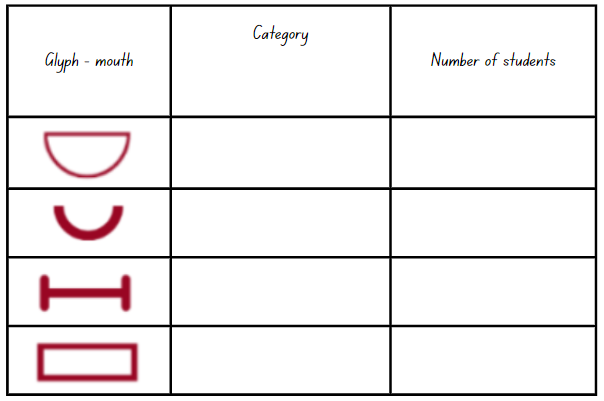 Glyph - mouth
Category
Number of students